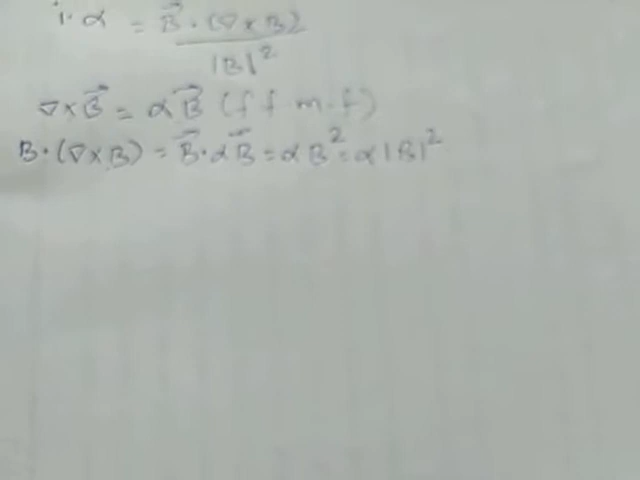 i. α = B⃗ · (∇ × B) / |B|²
∇ × B⃗ = α B⃗ (f f m.f)
B · (∇ × B) = B⃗ · α B⃗ = α B² = α |B|²